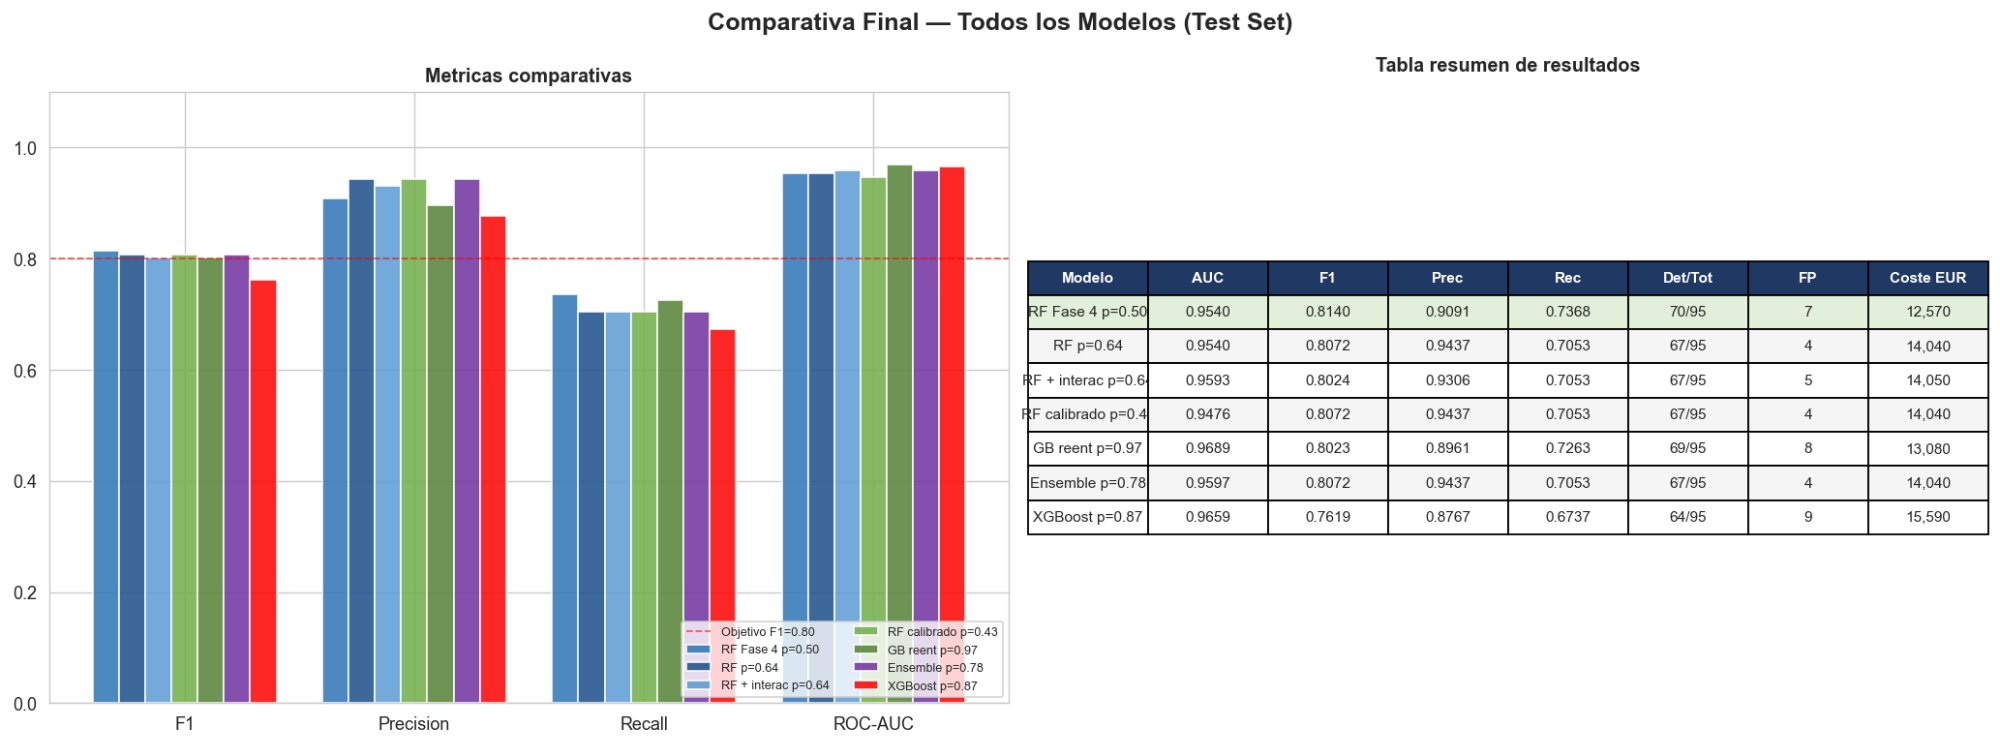 Comparativa Final — Todos los Modelos (Test Set)
Metricas comparativas
1.0
0.8
0.6
0.4
0.2
0.0
F1 Precision Recall ROC-AUC
Objetivo F1=0.80
RF Fase 4 p=0.50
RF p=0.64
RF + interac p=0.64
RF calibrado p=0.43
GB reent p=0.97
Ensemble p=0.78
XGBoost p=0.87
Tabla resumen de resultados
Modelo AUC F1 Prec Rec Det/Tot FP Coste EUR
RF Fase 4 p=0.50 0.9540 0.8140 0.9091 0.7368 70/95 7 12,570
RF p=0.64 0.9540 0.8072 0.9437 0.7053 67/95 4 14,040
RF + interac p=0.64 0.9593 0.8024 0.9306 0.7053 67/95 5 14,050
RF calibrado p=0.4 0.9476 0.8072 0.9437 0.7053 67/95 4 14,040
GB reent p=0.97 0.9689 0.8023 0.8961 0.7263 69/95 8 13,080
Ensemble p=0.78 0.9597 0.8072 0.9437 0.7053 67/95 4 14,040
XGBoost p=0.87 0.9659 0.7619 0.8767 0.6737 64/95 9 15,590